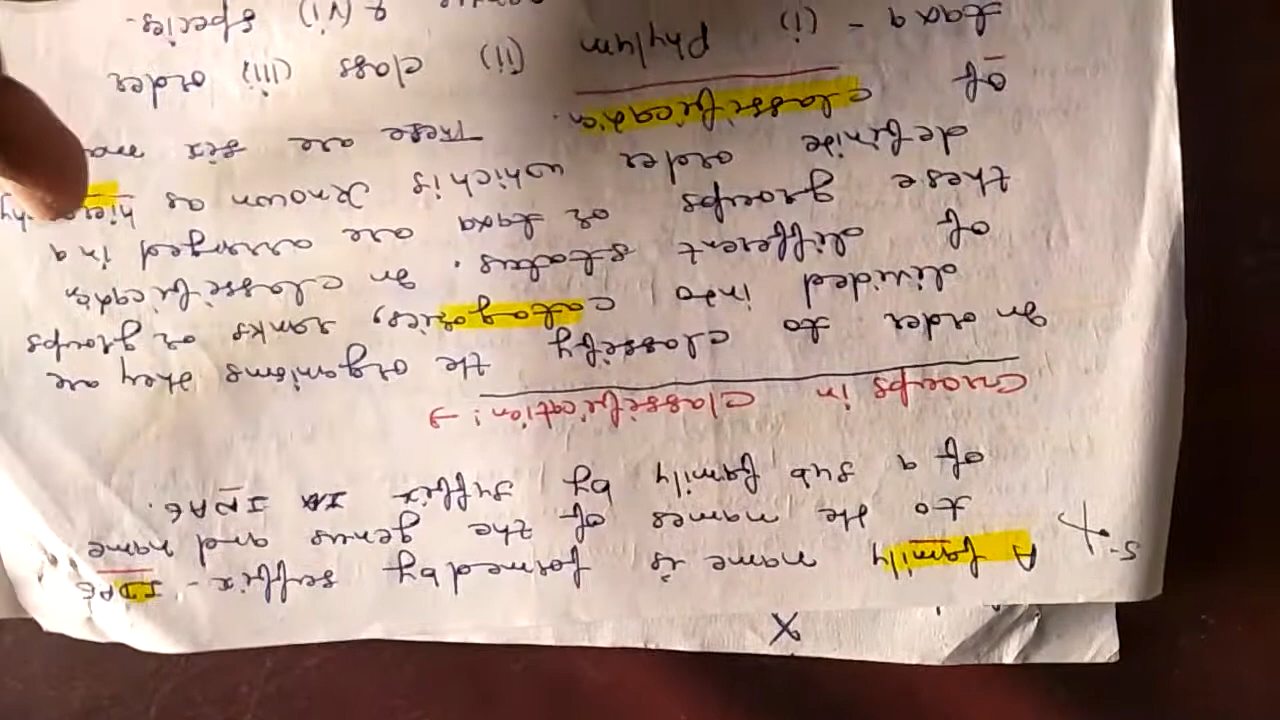 X
5.
A family name is formed by suffix - IDAE
to the names of the genus and name
of a sub family by suffix IDAE.
Groups in classification:→
In order to classify the organisms they are
divided into catagories, ranks or groups
of different status. In classification
these groups or taxa are arranged in a
definite order which is known as hierarchy
of classification. These are six
taxa - (i) Phylum (ii) class (iii) order
& (vi) species.